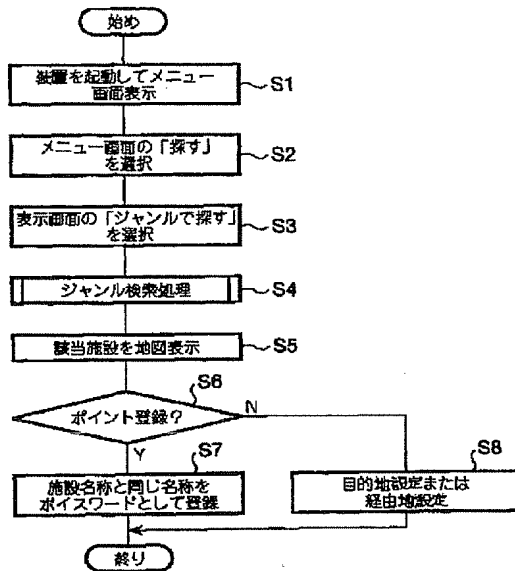 始め
装置を起動してメニュー
画面表示
S1
メニュー画面の「探す」
を選択
S2
表示画面の「ジャンルで探す」
を選択
S3
ジャンル検索処理
S4
該当施設を地図表示
S5
ポイント登録?
S6
N
Y
施設名称と同じ名称を
ボイスワードとして登録
S7
目的地設定または
経由地設定
S8
終り